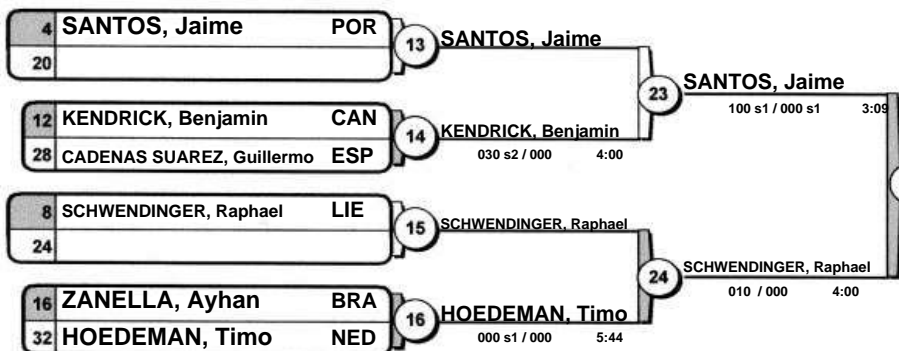 4 SANTOS, Jaime POR
20
13 SANTOS, Jaime
12 KENDRICK, Benjamin CAN
28 CADENAS SUAREZ, Guillermo ESP
14 KENDRICK, Benjamin
030 s2 / 000 4:00
23 SANTOS, Jaime
100 s1 / 000 s1 3:09
8 SCHWENDINGER, Raphael LIE
24
15 SCHWENDINGER, Raphael
16 ZANELLA, Ayhan BRA
32 HOEDEMAN, Timo NED
16 HOEDEMAN, Timo
000 s1 / 000 5:44
24 SCHWENDINGER, Raphael
010 / 000 4:00